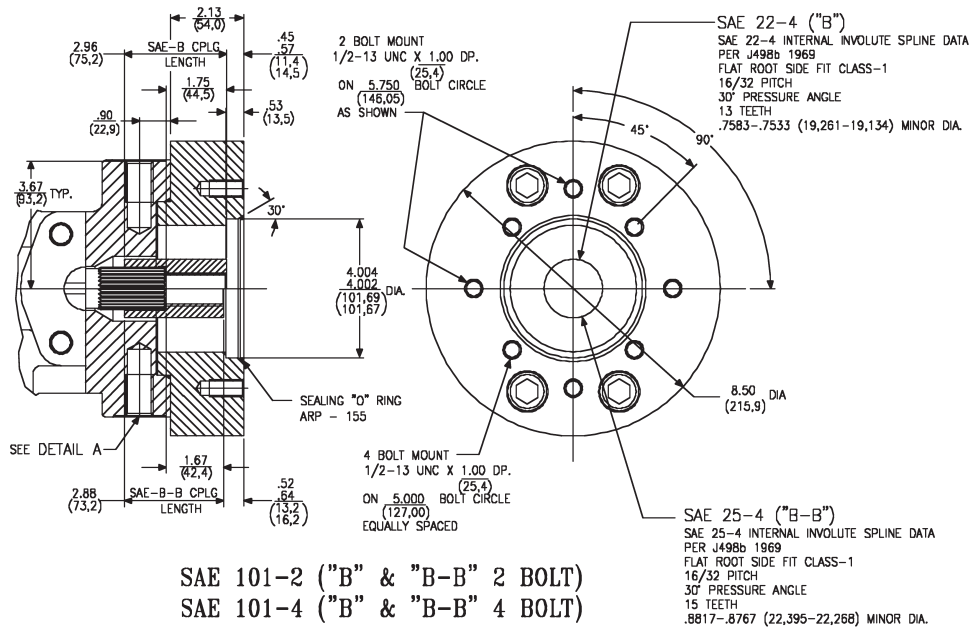 2.13
(54,0)
2.96
(75,2)
SAE-B CPLG
LENGTH
.45
.57
(11,4
14,5)
1.75
(44,5)
.53
(13,5)
.90
(22,9)
3.67
(93,2)
TYP.
30°
4.004
4.002
(101,69
101,67)
DIA.
SEALING "O" RING
ARP - 155
SEE DETAIL A
1.67
(42,4)
2.88
(73,2)
SAE-B-B CPLG
LENGTH
.52
.64
(13,2
16,2)
2 BOLT MOUNT
1/2-13 UNC X 1.00 DP.
(25,4)
ON 5.750 BOLT CIRCLE
(146,05)
AS SHOWN
45°
90°
SAE 22-4 ("B")
SAE 22-4 INTERNAL INVOLUTE SPLINE DATA
PER J498b 1969
FLAT ROOT SIDE FIT CLASS-1
16/32 PITCH
30° PRESSURE ANGLE
13 TEETH
.7583-.7533 (19,261-19,134) MINOR DIA.
8.50
(215,9)
DIA
4 BOLT MOUNT
1/2-13 UNC X 1.00 DP.
(25,4)
ON 5.000 BOLT CIRCLE
(127,00)
EQUALLY SPACED
SAE 25-4 ("B-B")
SAE 25-4 INTERNAL INVOLUTE SPLINE DATA
PER J498b 1969
FLAT ROOT SIDE FIT CLASS-1
16/32 PITCH
30° PRESSURE ANGLE
15 TEETH
.8817-.8767 (22,395-22,268) MINOR DIA.
SAE 101-2 ("B" & "B-B" 2 BOLT)
SAE 101-4 ("B" & "B-B" 4 BOLT)